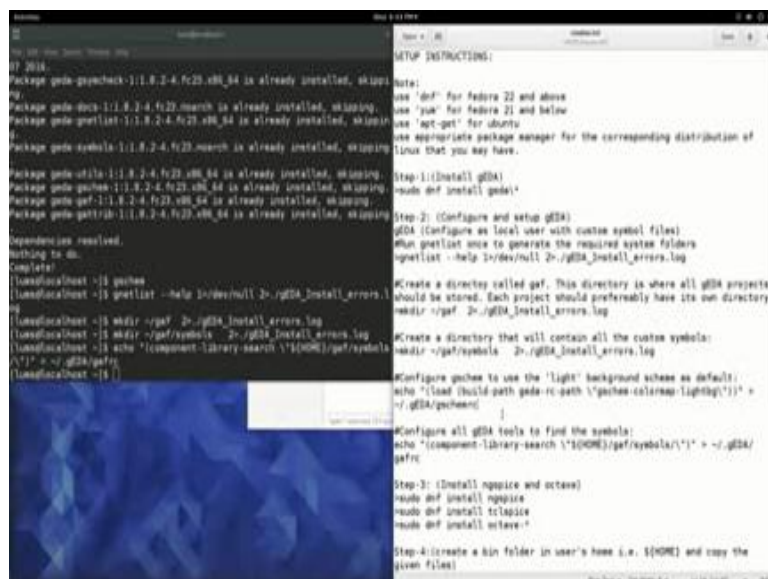 07 2016.
Package geda-gsymcheck-1:1.8.2-4.fc23.x86_64 is already installed, skippi
ng.
Package geda-docs-1:1.8.2-4.fc23.noarch is already installed, skipping.
Package geda-gnetlist-1:1.8.2-4.fc23.x86_64 is already installed, skippin
g.
Package geda-symbols-1:1.8.2-4.fc23.noarch is already installed, skipping
.
Package geda-utils-1:1.8.2-4.fc23.x86_64 is already installed, skipping.
Package geda-gschem-1:1.8.2-4.fc23.x86_64 is already installed, skipping.
Package geda-gaf-1:1.8.2-4.fc23.x86_64 is already installed, skipping.
Package geda-gattrib-1:1.8.2-4.fc23.x86_64 is already installed, skipping
.
Dependencies resolved.
Nothing to do.
Complete!
~]$ gschem
~]$ gnetlist --help 1>/dev/null 2>./gEDA_Install_errors.l
og
~]$ mkdir ~/gaf 2>./gEDA_Install_errors.log
~]$ mkdir ~/gaf/symbols 2>./gEDA_Install_errors.log
~]$ echo "(component-library-search \"${HOME}/gaf/symbols
/\")" > ~/.gEDA/gafrc
~]$
SETUP INSTRUCTIONS:
Note:
use 'dnf' for fedora 22 and above
use 'yum' for fedora 21 and below
use 'apt-get' for ubuntu
use appropriate package manager for the corresponding distribution of
linux that you may have.
Step-1:(Install gEDA)
>sudo dnf install geda\*
Step-2: (Configure and setup gEDA)
gEDA (Configure as local user with custom symbol files)
#Run gnetlist once to generate the required system folders
>gnetlist --help 1>/dev/null 2>./gEDA_Install_errors.log
#Create a directoy called gaf. This directory is where all gEDA projects
should be stored. Each project should prefereably have its own directory
>mkdir ~/gaf 2>./gEDA_Install_errors.log
#Create a directory that will contain all the custom symbols:
>mkdir ~/gaf/symbols 2>./gEDA_Install_errors.log
#Configure gschem to use the 'light' background scheme as default:
echo "(load (build-path geda-rc-path \"gschem-colormap-lightbg\"))" >
~/.gEDA/gschemrc
#Configure all gEDA tools to find the symbols:
echo "(component-library-search \"${HOME}/gaf/symbols/\")" > ~/.gEDA/
gafrc
Step-3: (Install ngspice and octave)
>sudo dnf install ngspice
>sudo dnf install tclspice
>sudo dnf install octave-*
Step-4:(create a bin folder in user's home i.e. ${HOME} and copy the
given files)